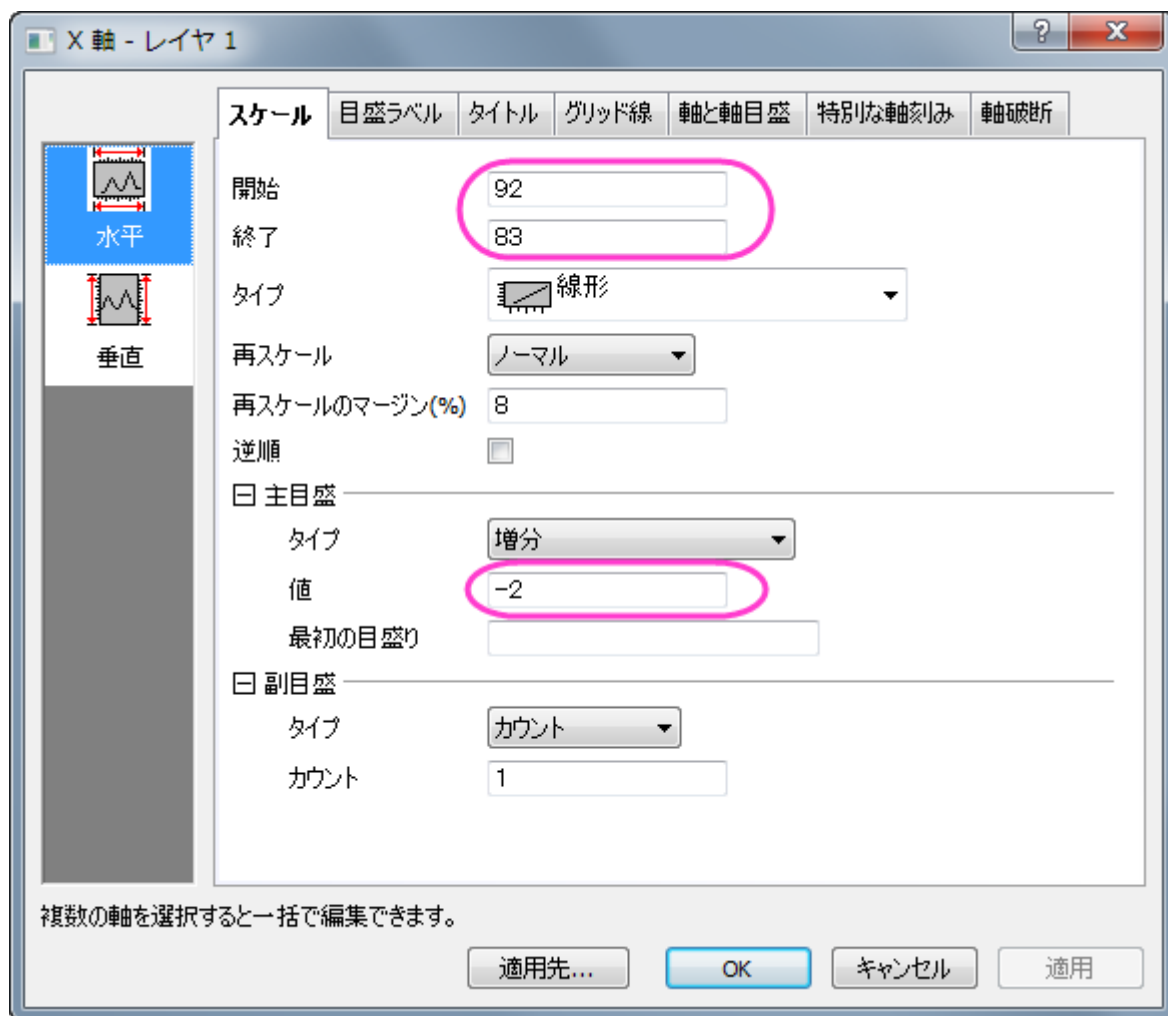 X 軸 - レイヤ 1
スケール 目盛ラベル タイトル グリッド線 軸と軸目盛 特別な軸刻み 軸破断
水平
垂直
開始 92
終了 83
タイプ 線形
再スケール ノーマル
再スケールのマージン(%) 8
逆順
主目盛
タイプ 増分
値 -2
最初の目盛り
副目盛
タイプ カウント
カウント 1
複数の軸を選択すると一括で編集できます。
適用先... OK キャンセル 適用